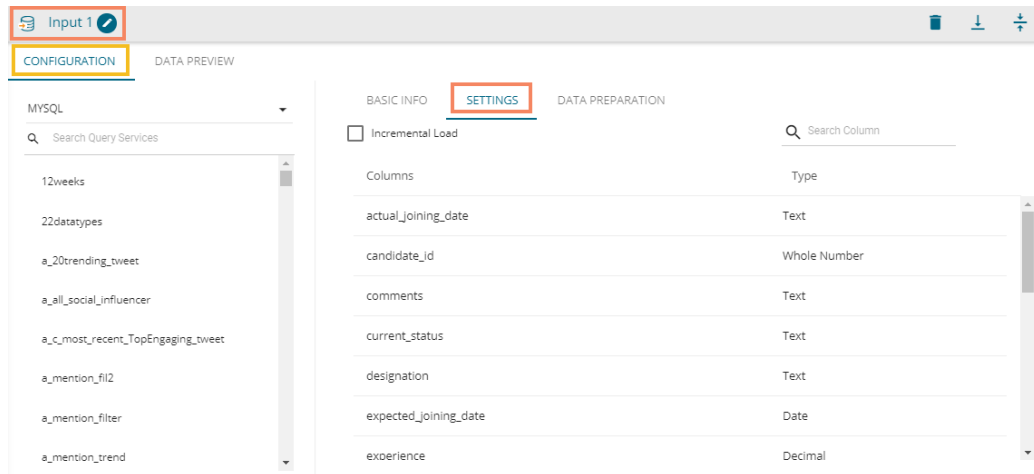 Input 1
CONFIGURATION DATA PREVIEW
MYSQL
Search Query Services
12weeks
22datatypes
a_20trending_tweet
a_all_social_influencer
a_c_most_recent_TopEngaging_tweet
a_mention_fil2
a_mention_filter
a_mention_trend
BASIC INFO SETTINGS DATA PREPARATION
Incremental Load Search Column
Columns Type
actual_joining_date Text
candidate_id Whole Number
comments Text
current_status Text
designation Text
expected_joining_date Date
experience Decimal